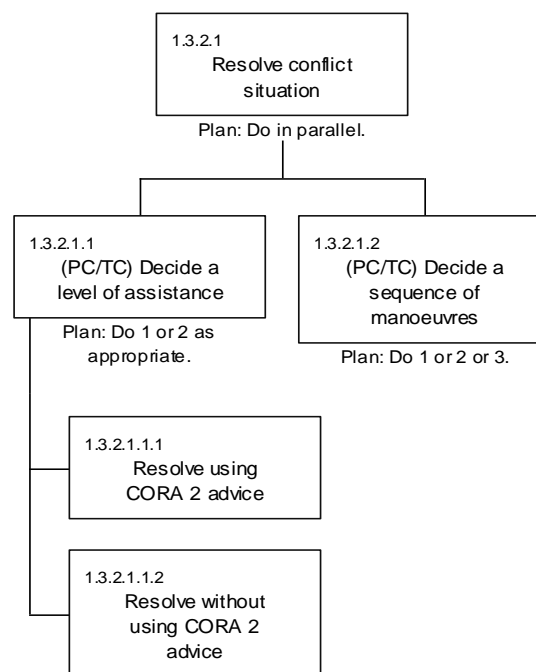 1.3.2.1
Resolve conflict
situation
Plan: Do in parallel.
1.3.2.1.1
(PC/TC) Decide a
level of assistance
Plan: Do 1 or 2 as
appropriate.
1.3.2.1.2
(PC/TC) Decide a
sequence of
manoeuvres
Plan: Do 1 or 2 or 3.
1.3.2.1.1.1
Resolve using
CORA 2 advice
1.3.2.1.1.2
Resolve without
using CORA 2
advice